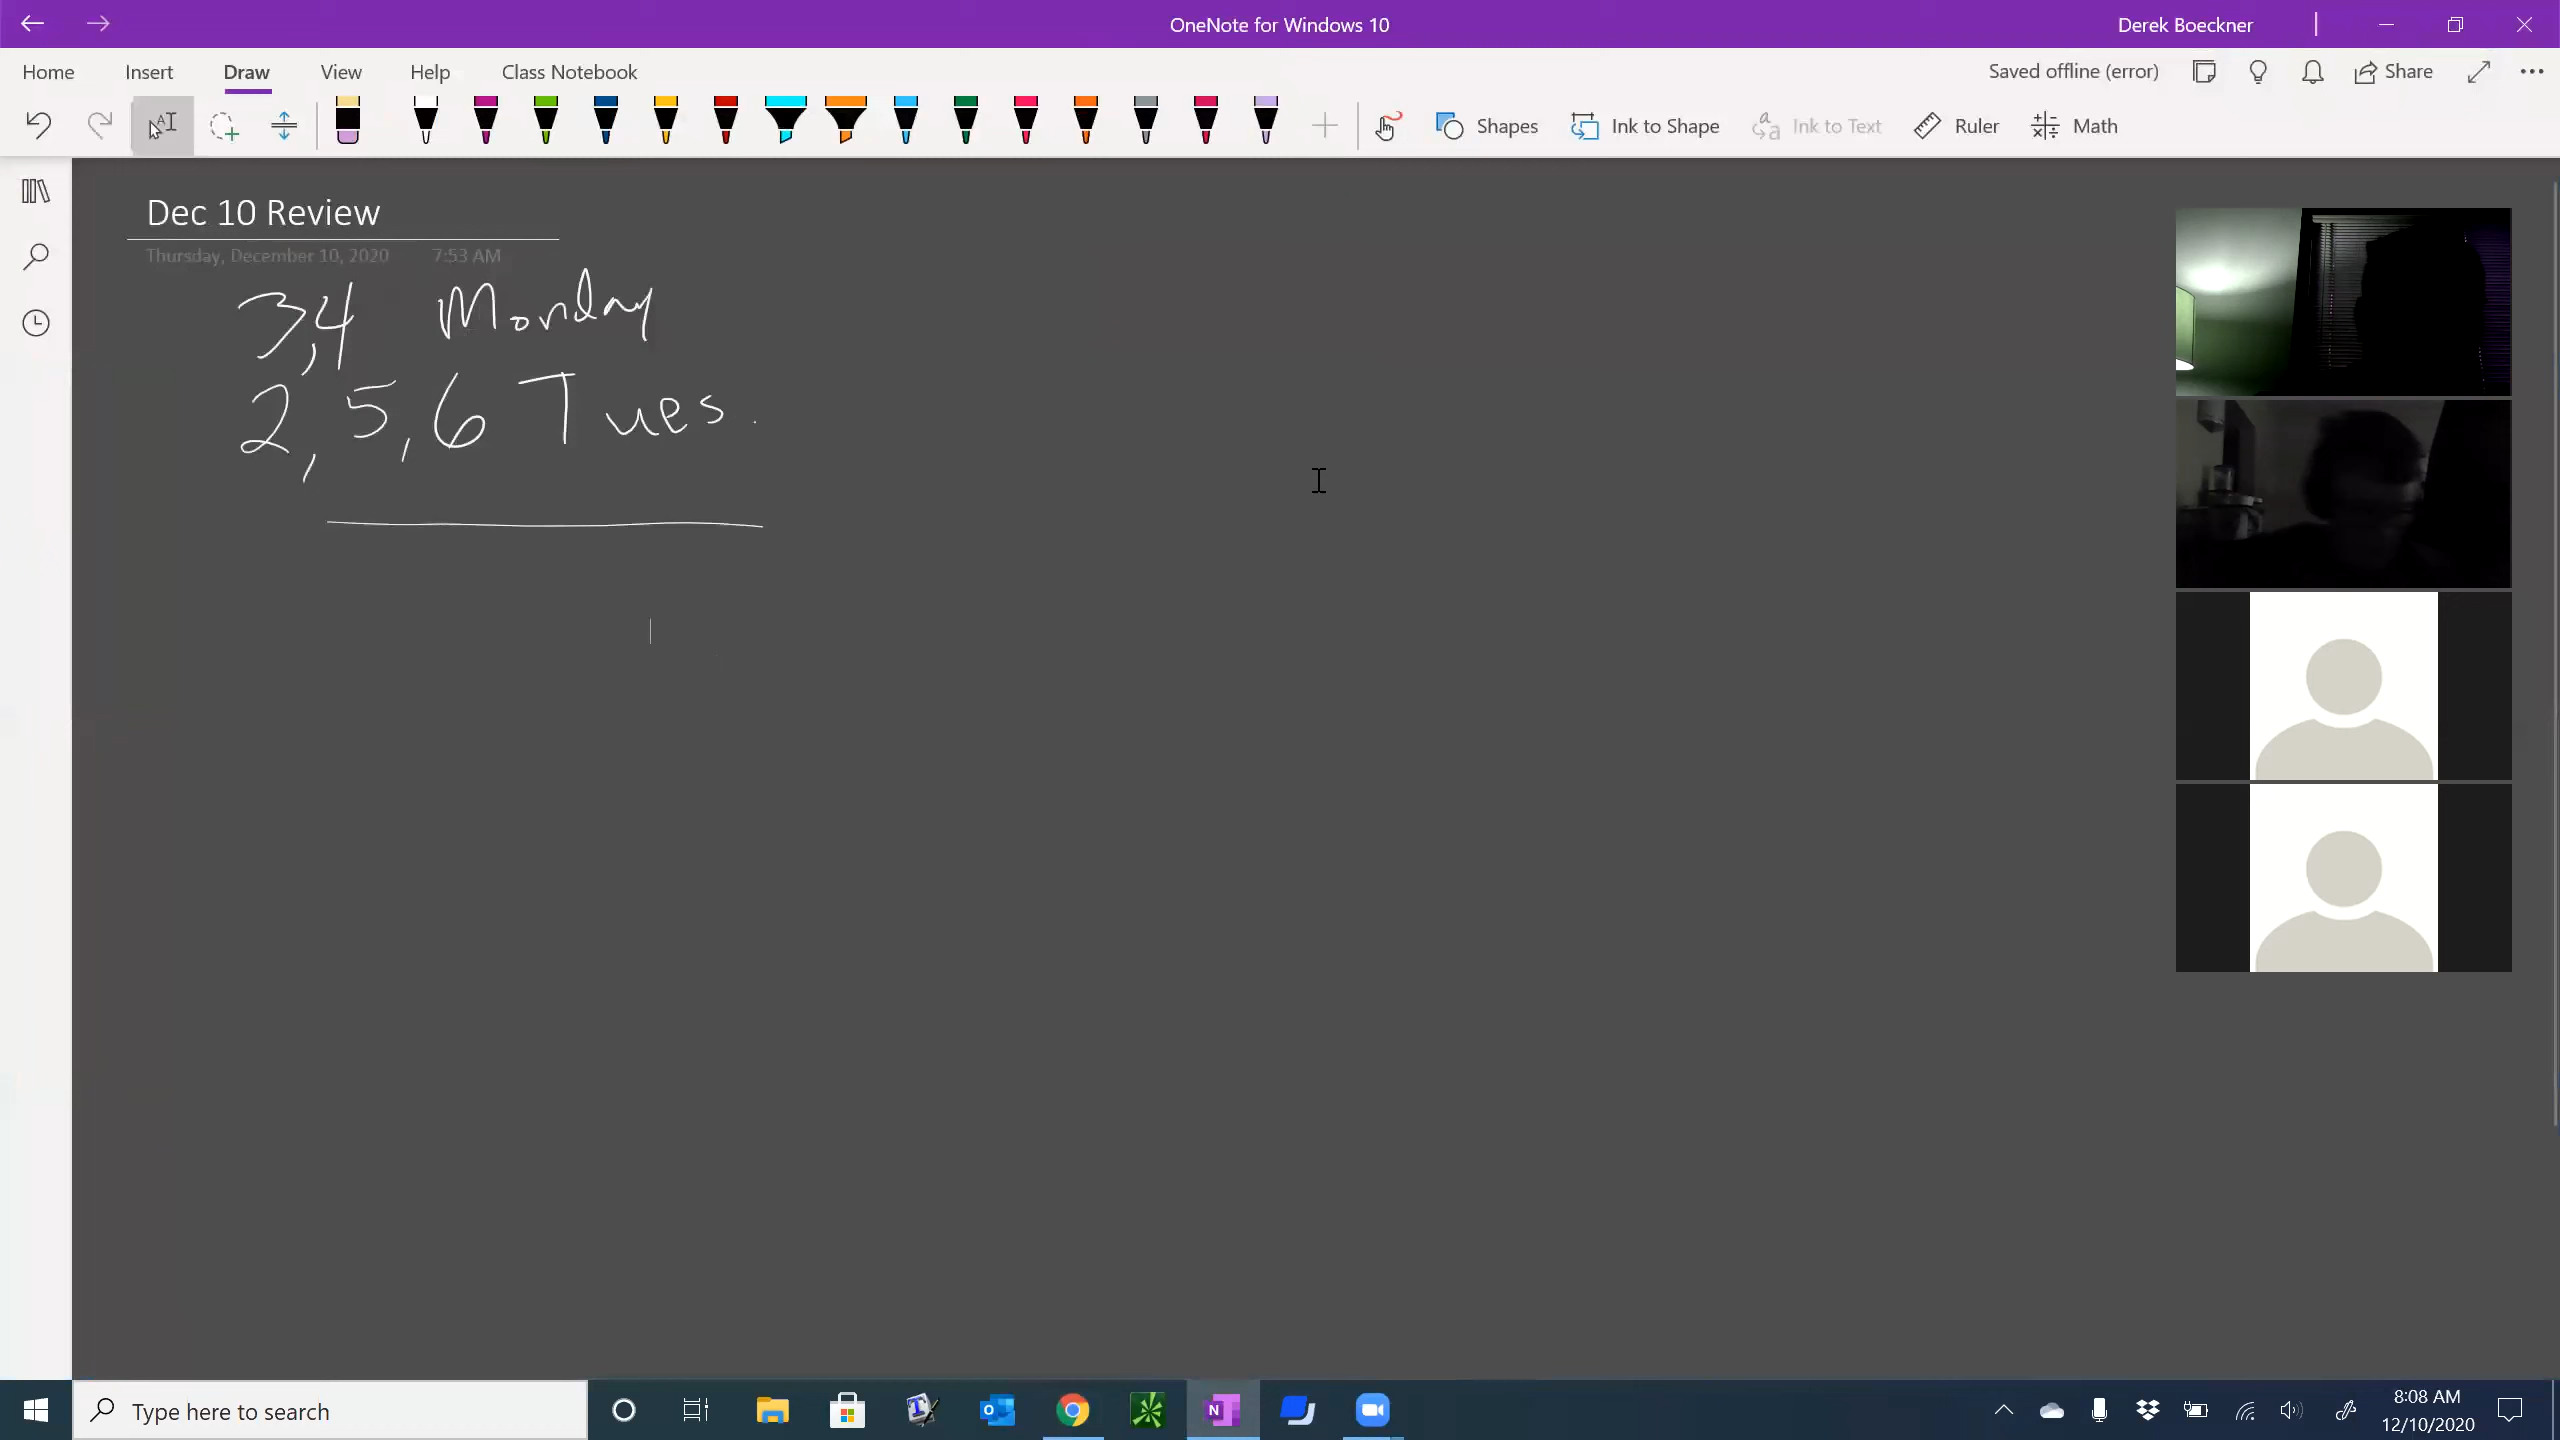 OneNote for Windows 10
Derek Boeckner
Home Insert Draw View Help Class Notebook
Saved offline (error)
Share
Shapes Ink to Shape Ink to Text Ruler Math
Dec 10 Review
Thursday, December 10, 2020 7:53 AM
3,4 Monday
2,5,6 Tues.
Type here to search
8:08 AM
12/10/2020